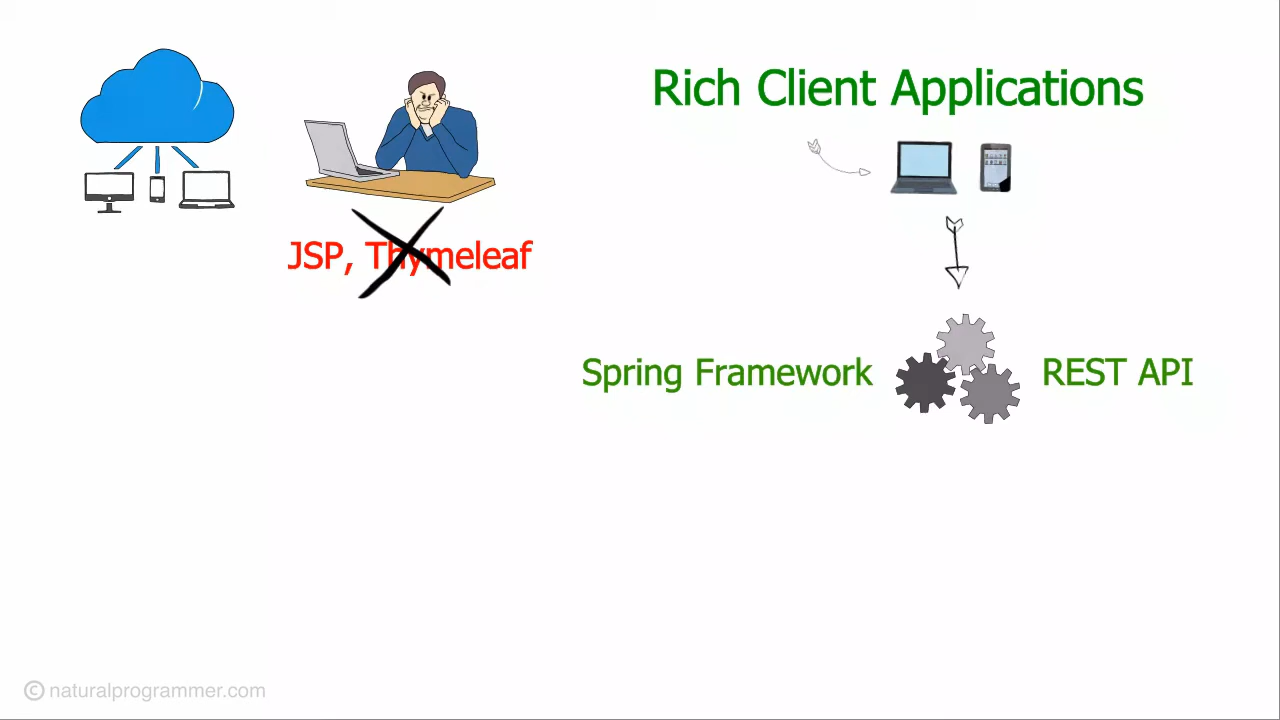 Rich Client Applications
JSP, Thymeleaf
Spring Framework
REST API
© naturalprogrammer.com